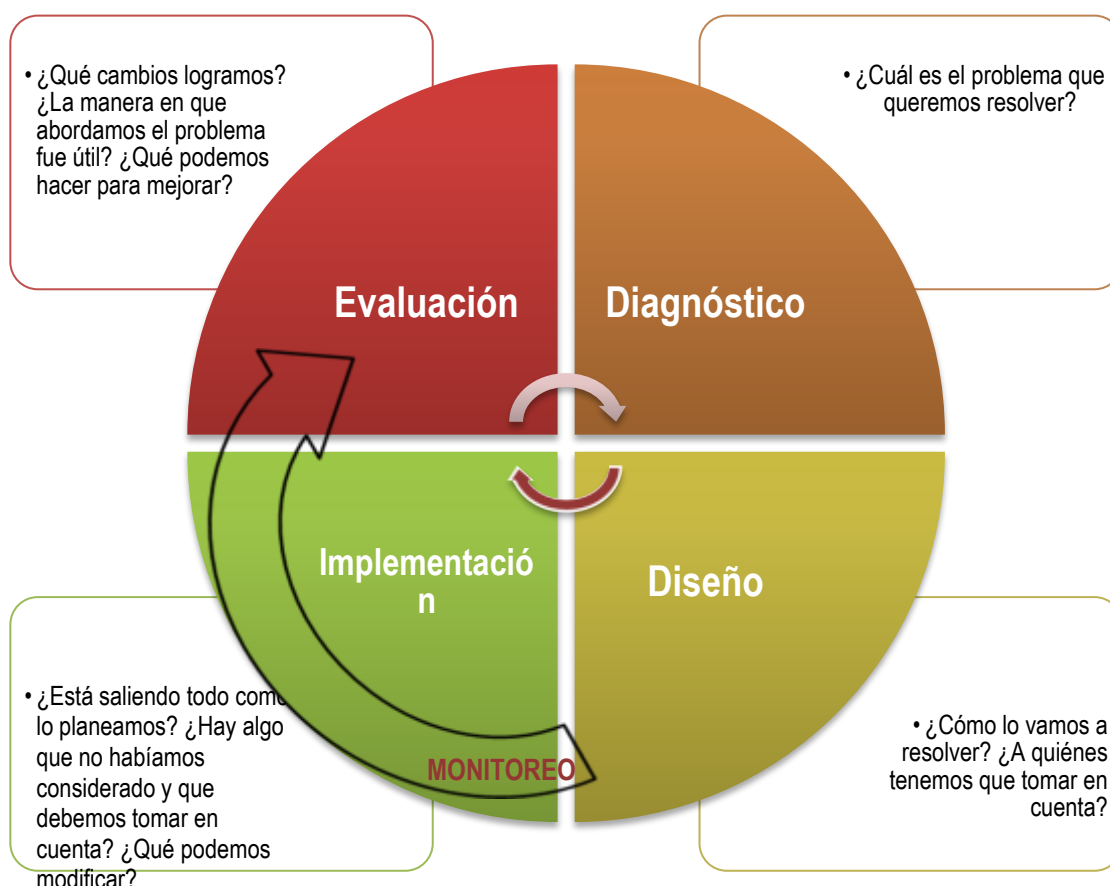 • ¿Qué cambios logramos?
¿La manera en que
abordamos el problema
fue útil? ¿Qué podemos
hacer para mejorar?
• ¿Cuál es el problema que
queremos resolver?
Evaluación
Diagnóstico
Implementació
n
Diseño
MONITOREO
• ¿Está saliendo todo como
lo planeamos? ¿Hay algo
que no habíamos
considerado y que
debemos tomar en
cuenta? ¿Qué podemos
modificar?
• ¿Cómo lo vamos a
resolver? ¿A quiénes
tenemos que tomar en
cuenta?